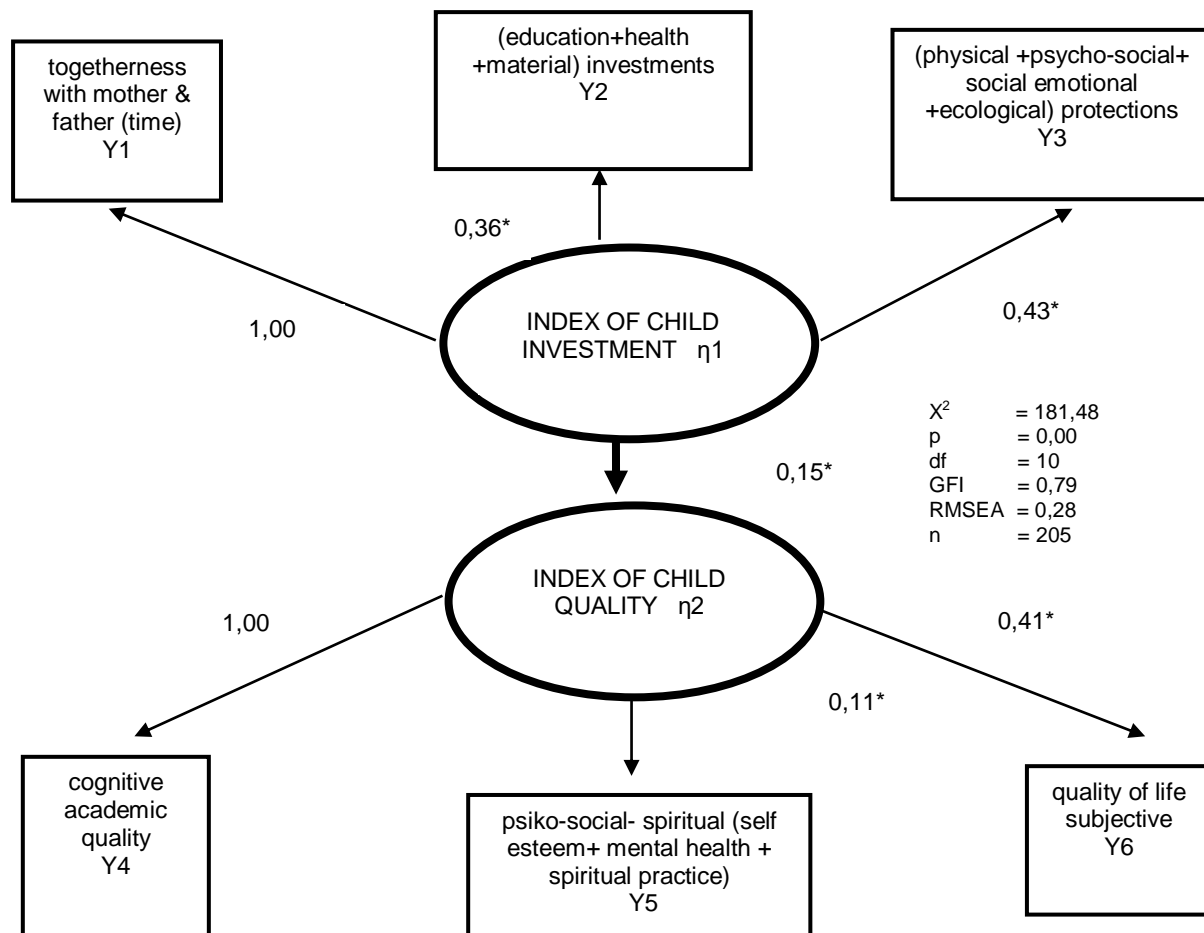 togetherness
with mother &
father (time)
Y1
(education+health
+material) investments
Y2
(physical +psycho-social+
social emotional
+ecological) protections
Y3
0,36*
1,00
0,43*
INDEX OF CHILD
INVESTMENT η1
X² = 181,48
p = 0,00
df = 10
GFI = 0,79
RMSEA = 0,28
n = 205
0,15*
INDEX OF CHILD
QUALITY η2
1,00
0,41*
0,11*
cognitive
academic
quality
Y4
psiko-social- spiritual (self
esteem+ mental health +
spiritual practice)
Y5
quality of life
subjective
Y6